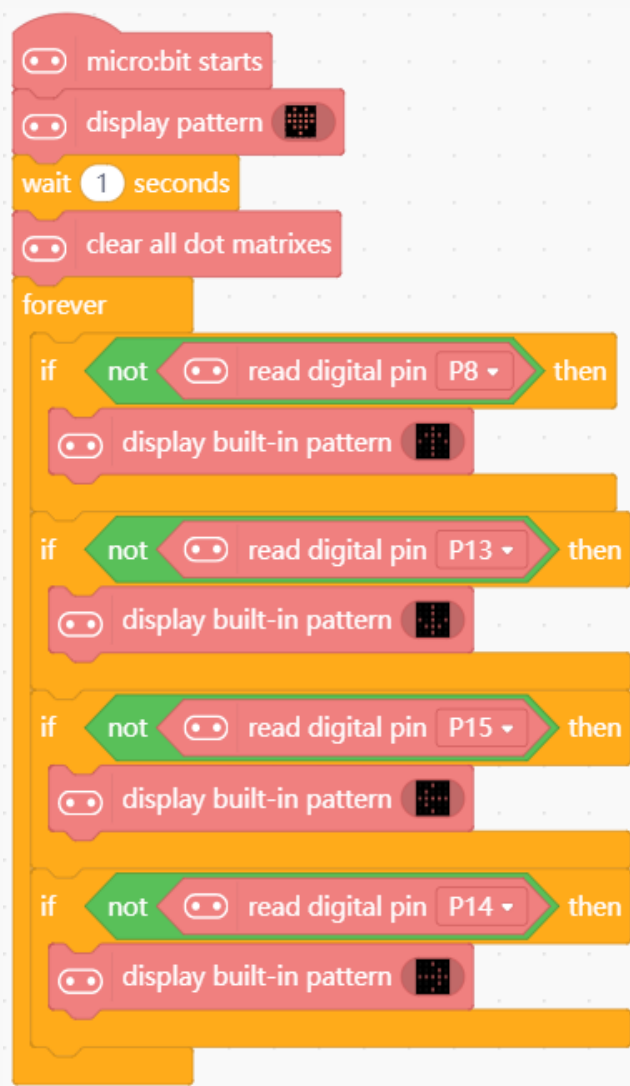 micro:bit starts
display pattern
wait 1 seconds
clear all dot matrixes
forever
if not read digital pin P8 then
display built-in pattern
if not read digital pin P13 then
display built-in pattern
if not read digital pin P15 then
display built-in pattern
if not read digital pin P14 then
display built-in pattern